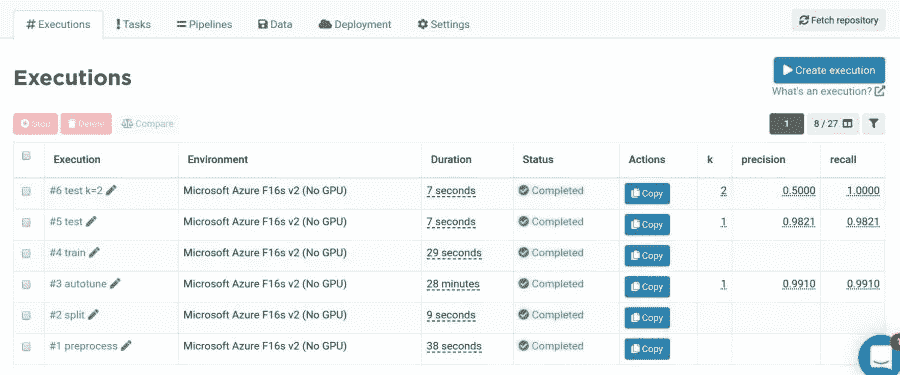 Executions Tasks Pipelines Data Deployment Settings Fetch repository
Executions
Create execution
What's an execution?
Stop Delete Compare 1 8 / 27
Execution Environment Duration Status Actions k precision recall
#6 test k=2 Microsoft Azure F16s v2 (No GPU) 7 seconds Completed Copy 2 0.5000 1.0000
#5 test Microsoft Azure F16s v2 (No GPU) 7 seconds Completed Copy 1 0.9821 0.9821
#4 train Microsoft Azure F16s v2 (No GPU) 29 seconds Completed Copy
#3 autotune Microsoft Azure F16s v2 (No GPU) 28 minutes Completed Copy 1 0.9910 0.9910
#2 split Microsoft Azure F16s v2 (No GPU) 9 seconds Completed Copy
#1 preprocess Microsoft Azure F16s v2 (No GPU) 38 seconds Completed Copy